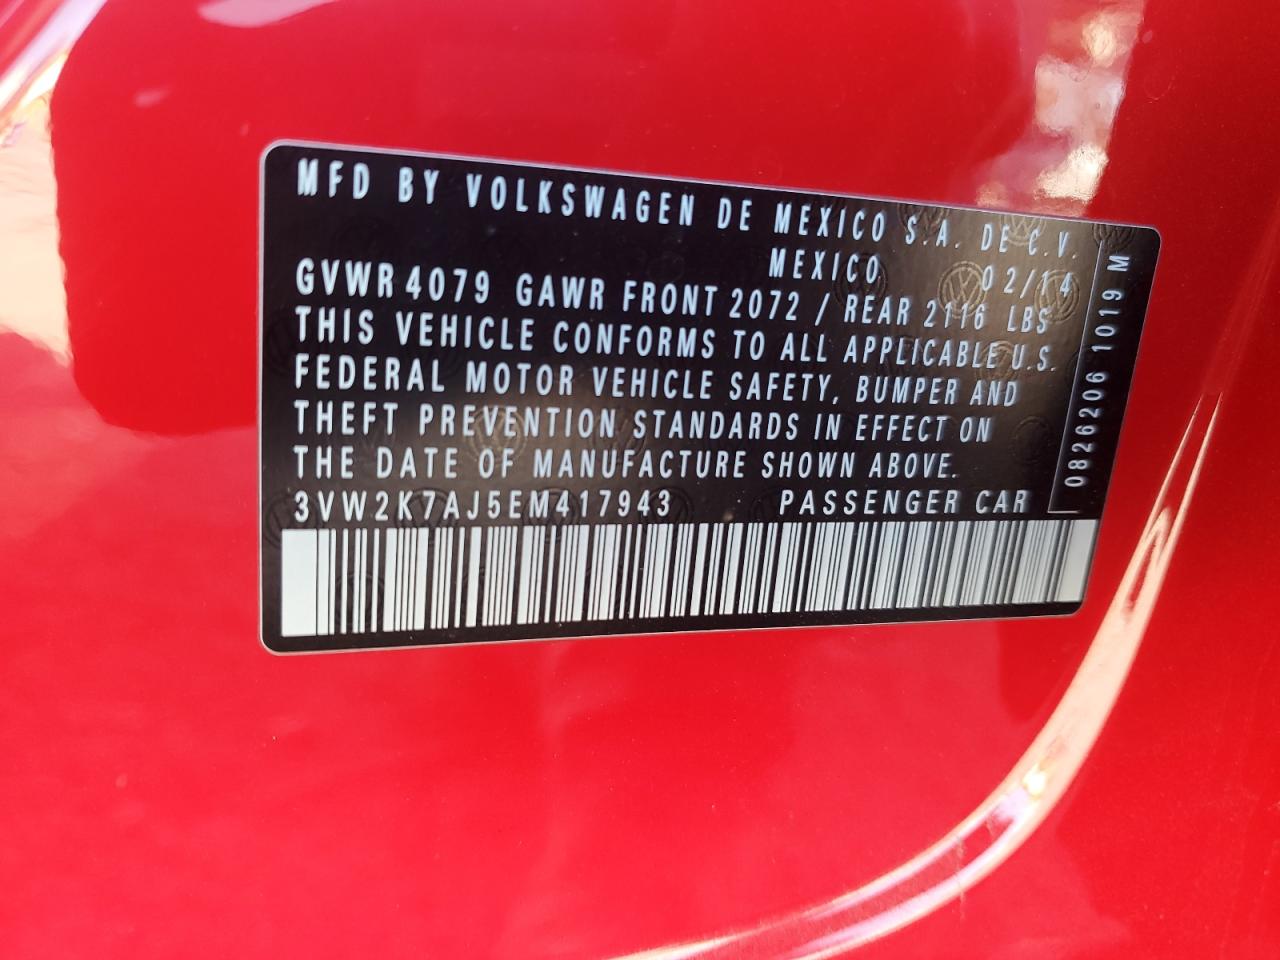 MFD BY VOLKSWAGEN DE MEXICO S.A. DE C.V.
MEXICO 02/14
GVWR 4079 GAWR FRONT 2072 / REAR 2116 LBS
THIS VEHICLE CONFORMS TO ALL APPLICABLE U.S.
FEDERAL MOTOR VEHICLE SAFETY, BUMPER AND
THEFT PREVENTION STANDARDS IN EFFECT ON
THE DATE OF MANUFACTURE SHOWN ABOVE.
3VW2K7AJ5EM417943 PASSENGER CAR
0826206 1019 M